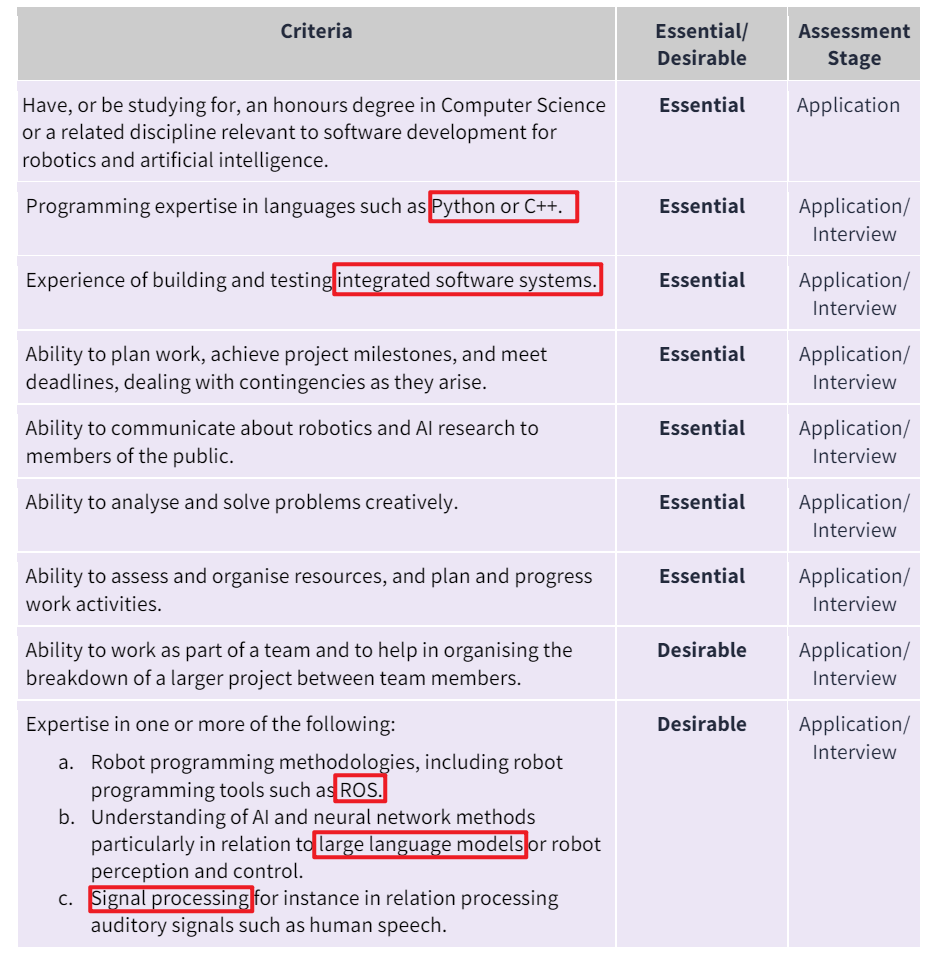 Criteria
Essential/
Desirable
Assessment
Stage
Have, or be studying for, an honours degree in Computer Science
or a related discipline relevant to software development for
robotics and artificial intelligence.
Essential
Application
Programming expertise in languages such as Python or C++.
Essential
Application/
Interview
Experience of building and testing integrated software systems.
Essential
Application/
Interview
Ability to plan work, achieve project milestones, and meet
deadlines, dealing with contingencies as they arise.
Essential
Application/
Interview
Ability to communicate about robotics and AI research to
members of the public.
Essential
Application/
Interview
Ability to analyse and solve problems creatively.
Essential
Application/
Interview
Ability to assess and organise resources, and plan and progress
work activities.
Essential
Application/
Interview
Ability to work as part of a team and to help in organising the
breakdown of a larger project between team members.
Desirable
Application/
Interview
Expertise in one or more of the following:
a. Robot programming methodologies, including robot
programming tools such as ROS.
b. Understanding of AI and neural network methods
particularly in relation to large language models or robot
perception and control.
c. Signal processing for instance in relation processing
auditory signals such as human speech.
Desirable
Application/
Interview